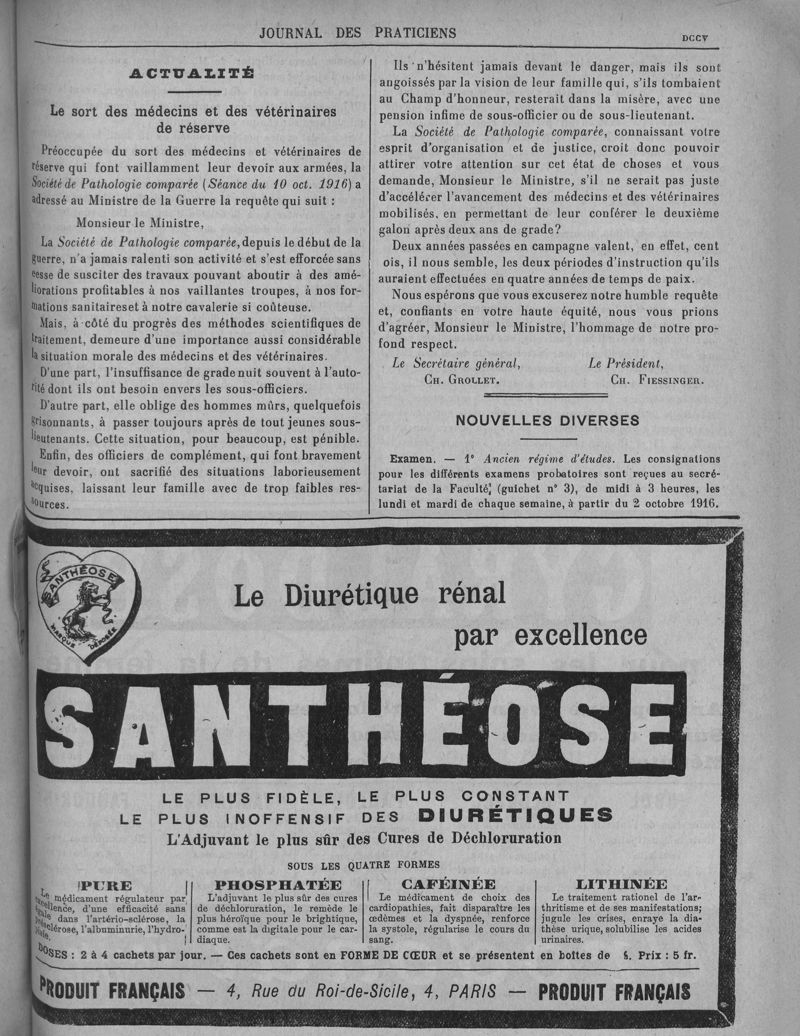 JOURNAL DES PRATICIENS
DCCV
ACTUALITÉ
Le sort des médecins et des vétérinaires
de réserve
Préoccupée du sort des médecins et vétérinaires de
réserve qui font vaillamment leur devoir aux armées, la
Société de Pathologie comparée (Séance du 10 oct. 1916) a
adressé au Ministre de la Guerre la requête qui suit :
Monsieur le Ministre,
La Société de Pathologie comparée, depuis le début de la
guerre, n'a jamais ralenti son activité et s'est efforcée sans
cesse de susciter des travaux pouvant aboutir à des amé-
liorations profitables à nos vaillantes troupes, à nos for-
mations sanitaires et à notre cavalerie si coûteuse.
Mais, à côté du progrès des méthodes scientifiques de
traitement, demeure d'une importance aussi considérable
la situation morale des médecins et des vétérinaires.
D'une part, l'insuffisance de grade nuit souvent à l'auto-
rité dont ils ont besoin envers les sous-officiers.
D'autre part, elle oblige des hommes mûrs, quelquefois
grisonnants, à passer toujours après de tout jeunes sous-
lieutenants. Cette situation, pour beaucoup, est pénible.
Enfin, des officiers de complément, qui font bravement
leur devoir, ont sacrifié des situations laborieusement
acquises, laissant leur famille avec de trop faibles res-
sources.
Ils n'hésitent jamais devant le danger, mais ils sont
angoissés par la vision de leur famille qui, s'ils tombaient
au Champ d'honneur, resterait dans la misère, avec une
pension infime de sous-officier ou de sous-lieutenant.
La Société de Pathologie comparée, connaissant votre
esprit d'organisation et de justice, croit donc pouvoir
attirer votre attention sur cet état de choses et vous
demande, Monsieur le Ministre, s'il ne serait pas juste
d'accélérer l'avancement des médecins et des vétérinaires
mobilisés, en permettant de leur conférer le deuxième
galon après deux ans de grade?
Deux années passées en campagne valent, en effet, cent
ois, il nous semble, les deux périodes d'instruction qu'ils
auraient effectuées en quatre années de temps de paix.
Nous espérons que vous excuserez notre humble requête
et, confiants en votre haute équité, nous vous prions
d'agréer, Monsieur le Ministre, l'hommage de notre pro-
fond respect.
Le Secrétaire général, Le Président,
CH. GROLLET. CH. FIESSINGER.
NOUVELLES DIVERSES
Examen. — 1° Ancien régime d'études. Les consignations
pour les différents examens probatoires sont reçues au secré-
tariat de la Faculté (guichet n° 3), de midi à 3 heures, les
lundi et mardi de chaque semaine, à partir du 2 octobre 1916.
SANTHÉOSE
MARQUE DÉPOSÉE
Le Diurétique rénal
par excellence
SANTHÉOSE
LE PLUS FIDÈLE, LE PLUS CONSTANT
LE PLUS INOFFENSIF DES DIURÉTIQUES
L'Adjuvant le plus sûr des Cures de Déchloruration
SOUS LES QUATRE FORMES
PURE
Le médicament régulateur par
excellence, d'une efficacité sans
égale dans l'artério-sclérose, la
présclérose, l'albuminurie, l'hydro-
pisie.
PHOSPHATÉE
L'adjuvant le plus sûr des cures
de déchloruration, le remède le
plus héroïque pour le brightique,
comme est la digitale pour le car-
diaque.
CAFÉINÉE
Le médicament de choix des
cardiopathies, fait disparaître les
œdèmes et la dyspnée, renforce
la systole, régularise le cours du
sang.
LITHINÉE
Le traitement rationel de l'ar-
thritisme et de ses manifestations;
jugule les crises, enraye la dia-
thèse urique, solubilise les acides
urinaires.
DOSES : 2 à 4 cachets par jour. — Ces cachets sont en FORME DE CŒUR et se présentent en boîtes de Prix : 5 fr.
PRODUIT FRANÇAIS — 4, Rue du Roi-de-Sicile, 4, PARIS — PRODUIT FRANÇAIS